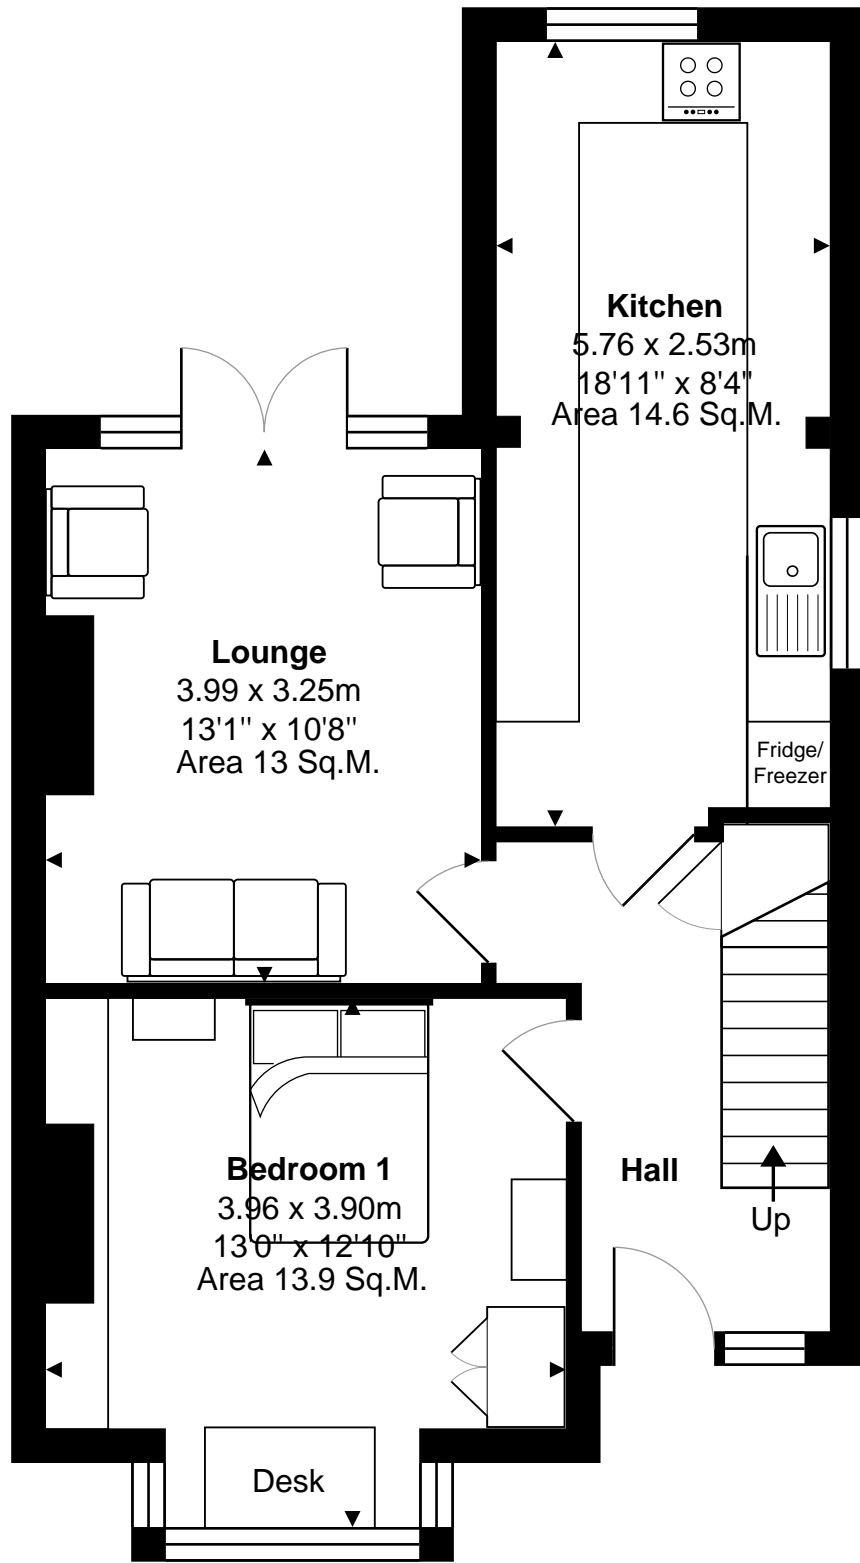 Kitchen
5.76 x 2.53m
18'11'' x 8'4''
Area 14.6 Sq.M.
Lounge
3.99 x 3.25m
13'1'' x 10'8''
Area 13 Sq.M.
Fridge/
Freezer
Bedroom 1
3.96 x 3.90m
13'0'' x 12'10''
Area 13.9 Sq.M.
Hall
Up
Desk